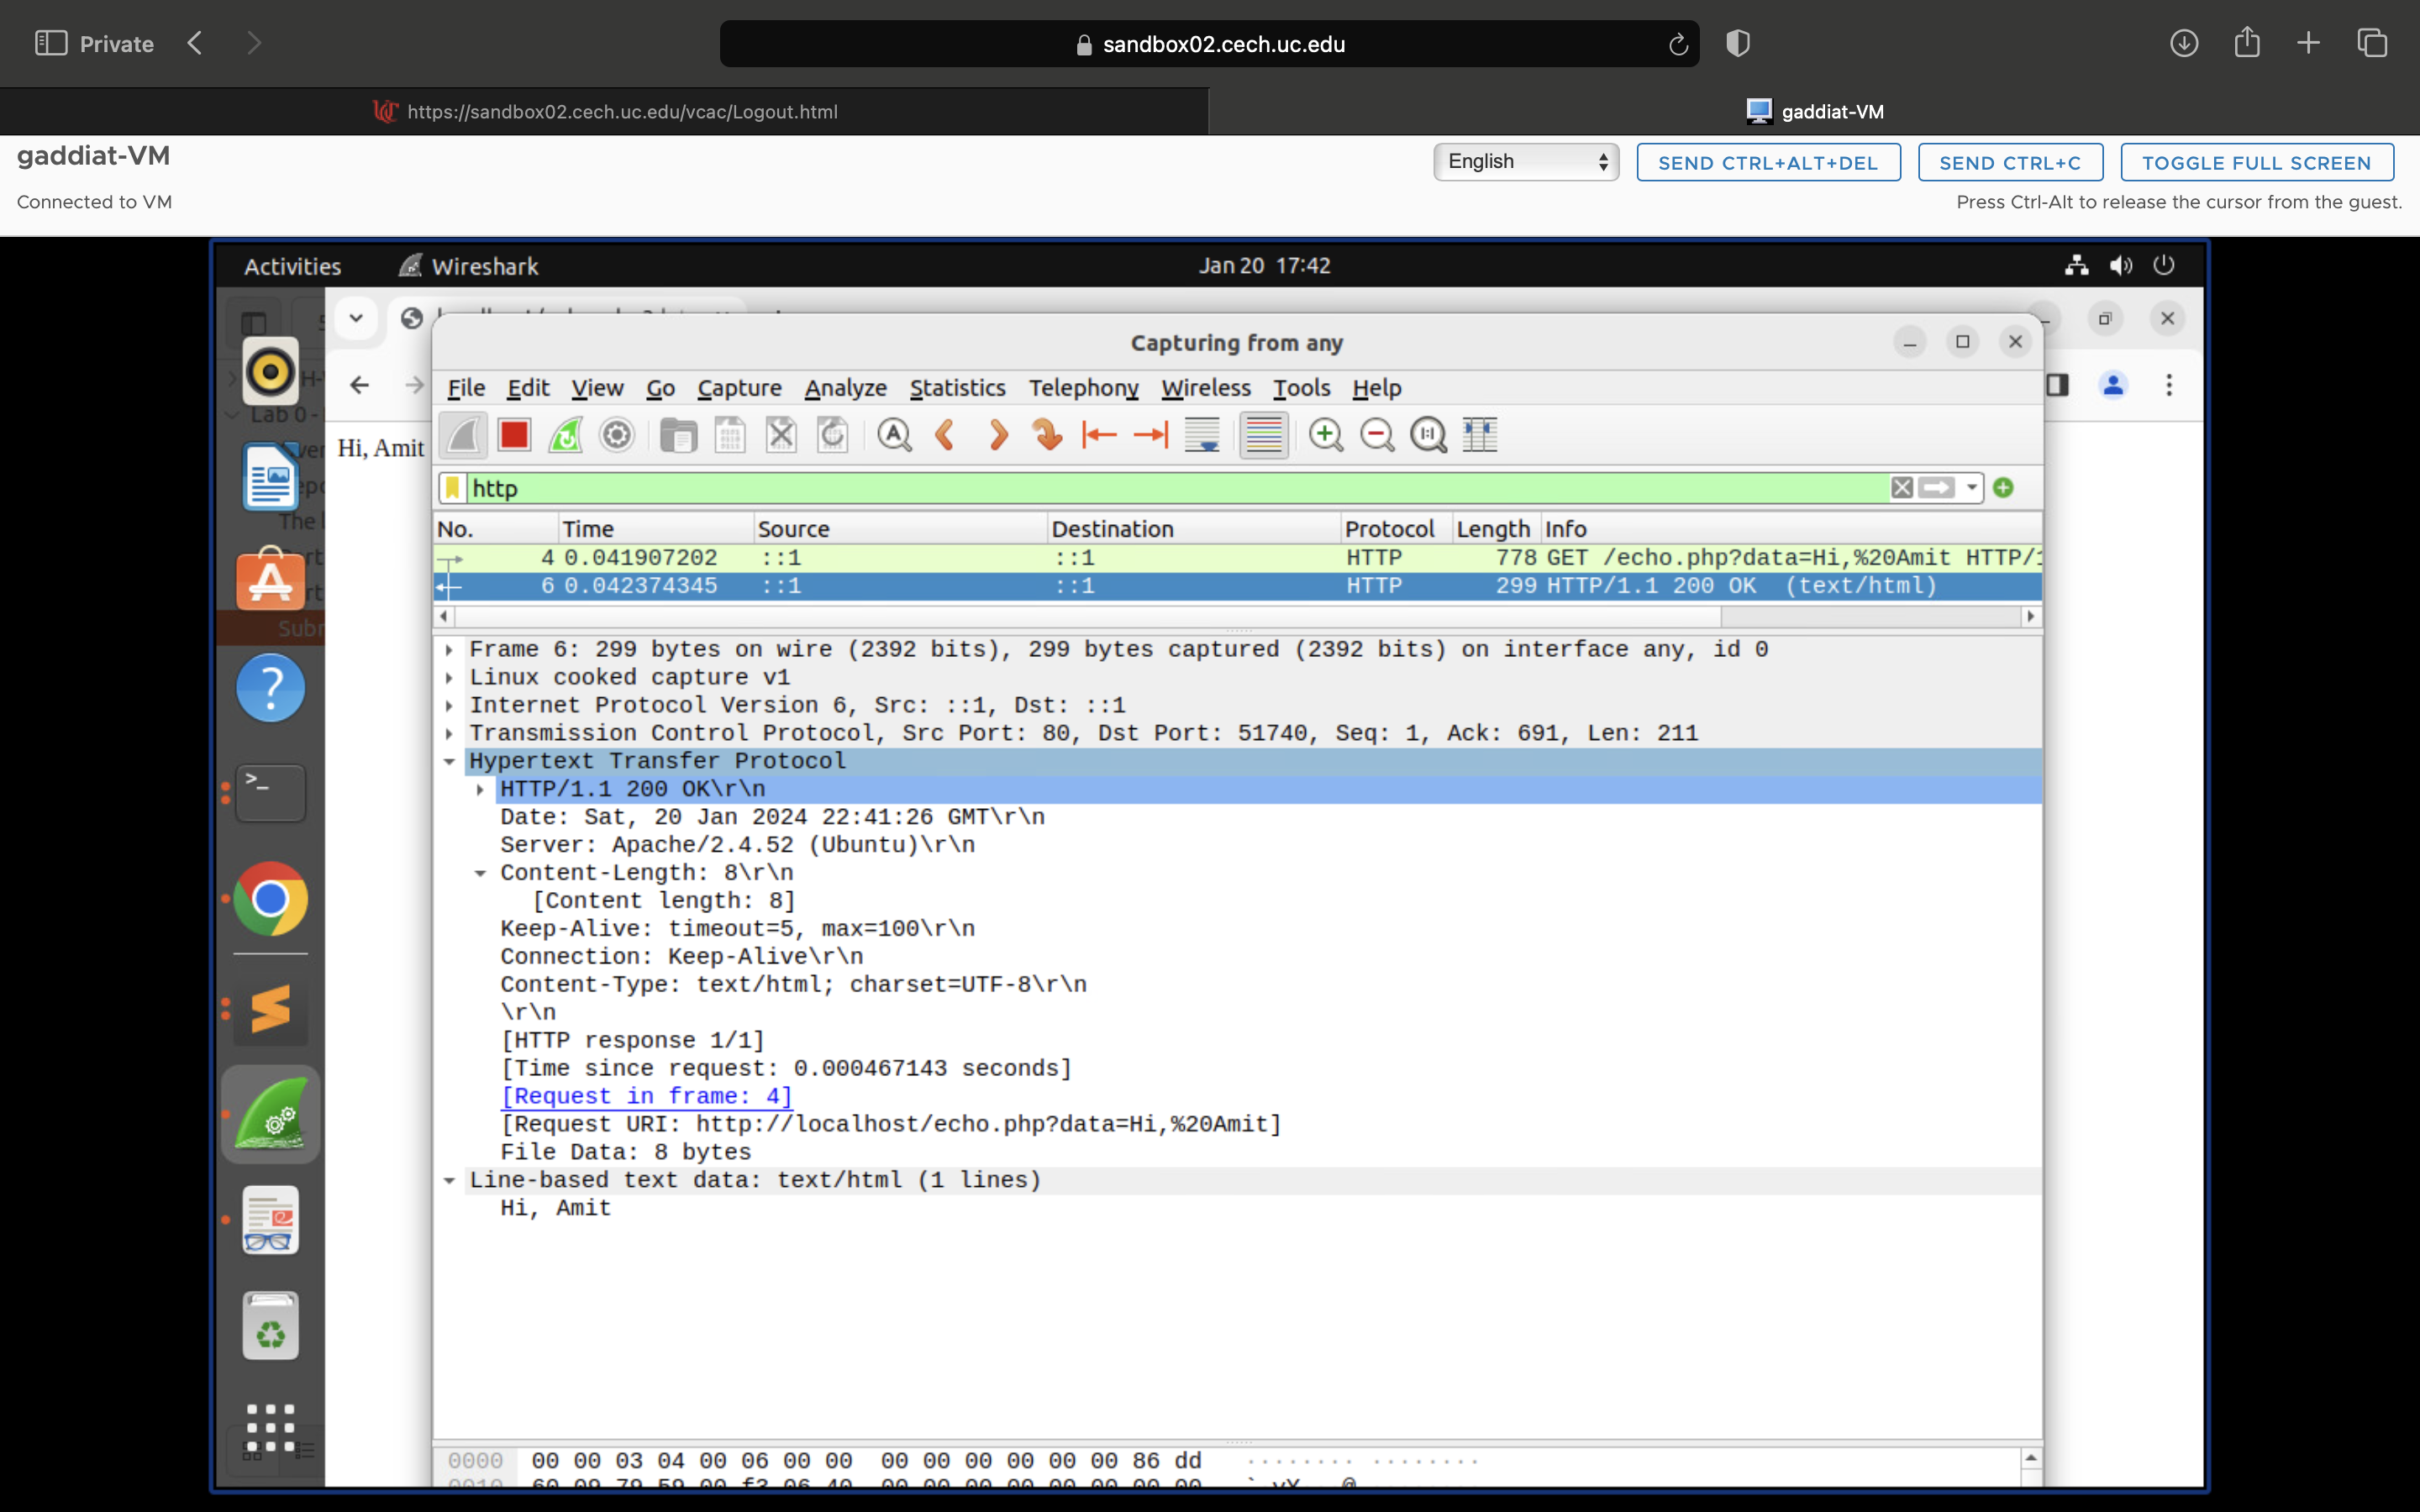 Private
sandbox02.cech.uc.edu
https://sandbox02.cech.uc.edu/vcac/Logout.html
gaddiat-VM
gaddiat-VM
English
SEND CTRL+ALT+DEL
SEND CTRL+C
TOGGLE FULL SCREEN
Connected to VM
Press Ctrl-Alt to release the cursor from the guest.
Activities
Wireshark
Jan 20 17:42
Capturing from any
File Edit View Go Capture Analyze Statistics Telephony Wireless Tools Help
Lab 0 -
Hi, Amit
http
No. Time Source Destination Protocol Length Info
4 0.041907202 ::1 ::1 HTTP 778 GET /echo.php?data=Hi,%20Amit HTTP/1
6 0.042374345 ::1 ::1 HTTP 299 HTTP/1.1 200 OK (text/html)
Frame 6: 299 bytes on wire (2392 bits), 299 bytes captured (2392 bits) on interface any, id 0
Linux cooked capture v1
Internet Protocol Version 6, Src: ::1, Dst: ::1
Transmission Control Protocol, Src Port: 80, Dst Port: 51740, Seq: 1, Ack: 691, Len: 211
Hypertext Transfer Protocol
HTTP/1.1 200 OK\r\n
Date: Sat, 20 Jan 2024 22:41:26 GMT\r\n
Server: Apache/2.4.52 (Ubuntu)\r\n
Content-Length: 8\r\n
[Content length: 8]
Keep-Alive: timeout=5, max=100\r\n
Connection: Keep-Alive\r\n
Content-Type: text/html; charset=UTF-8\r\n
\r\n
[HTTP response 1/1]
[Time since request: 0.000467143 seconds]
[Request in frame: 4]
[Request URI: http://localhost/echo.php?data=Hi,%20Amit]
File Data: 8 bytes
Line-based text data: text/html (1 lines)
Hi, Amit
0000 00 00 03 04 00 06 00 00 00 00 00 00 00 00 86 dd ········ ········